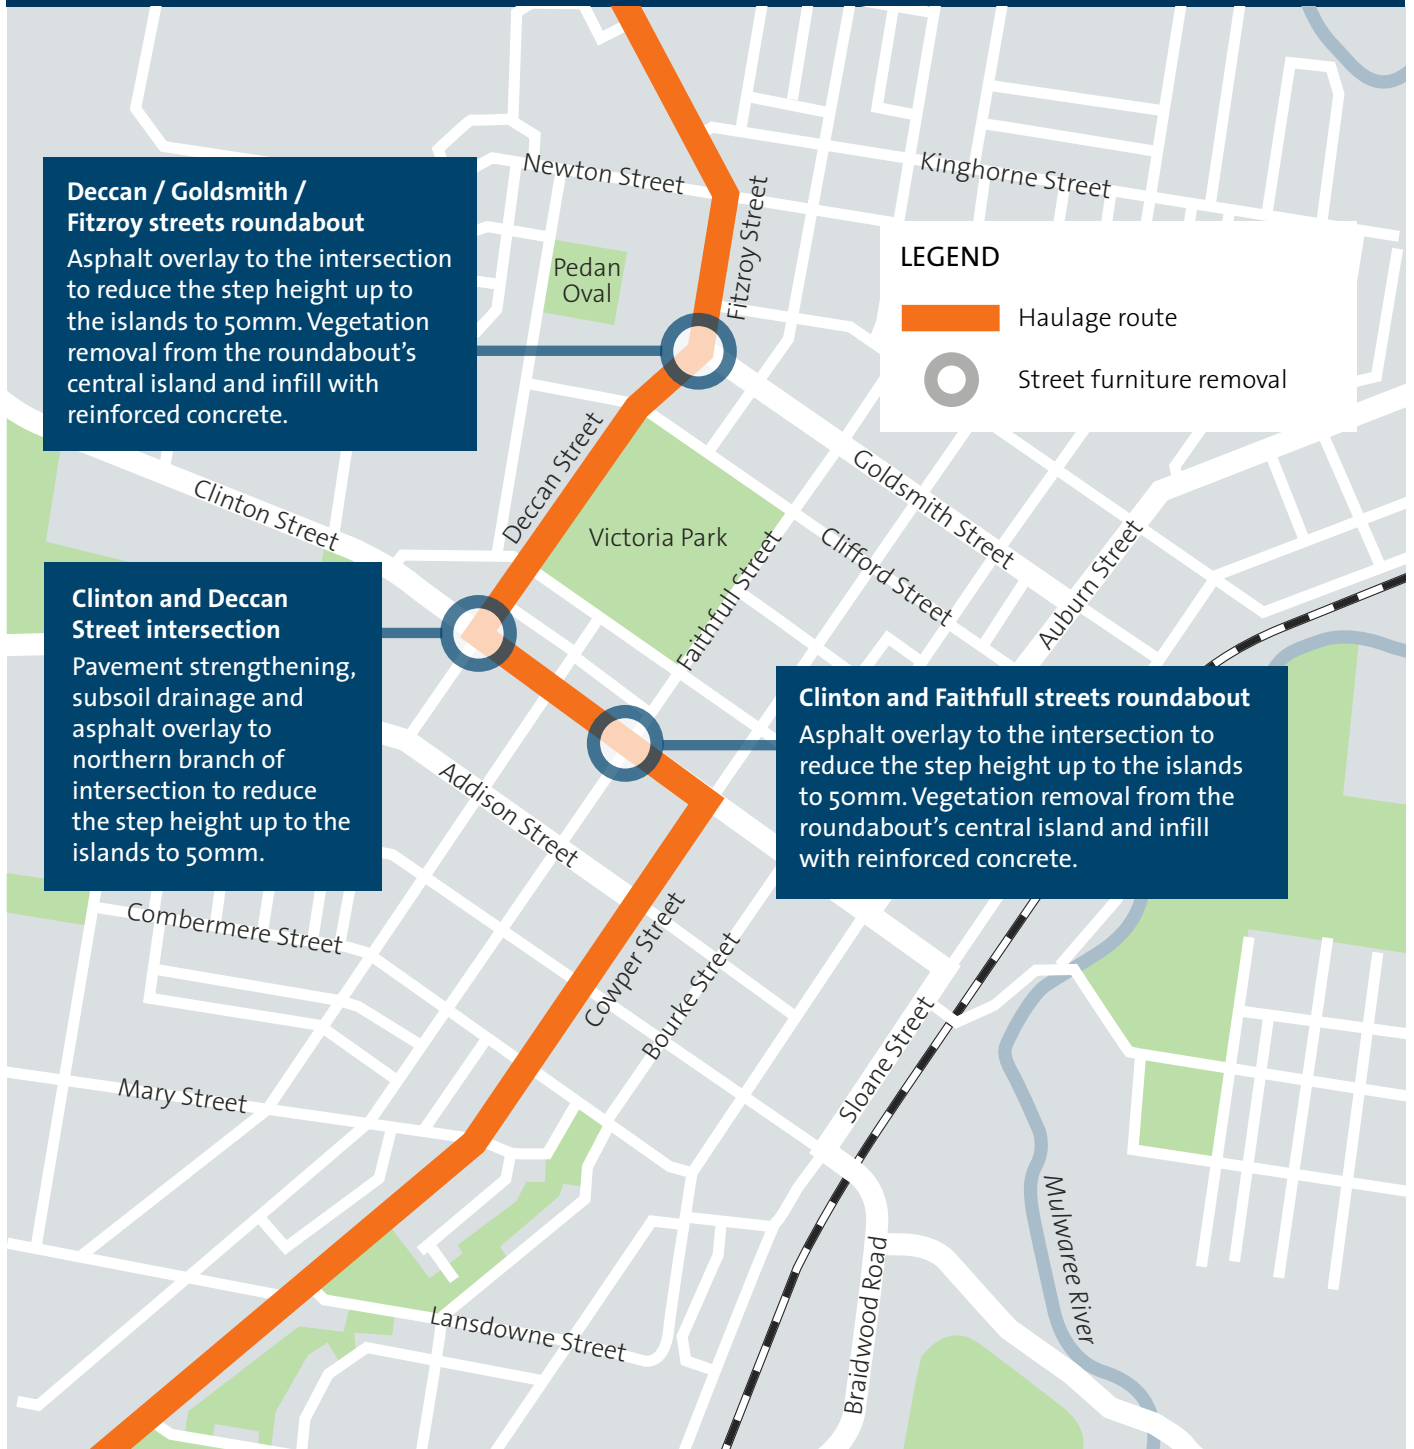 Newton Street
Kinghorne Street
Deccan / Goldsmith /
Fitzroy streets roundabout
Asphalt overlay to the intersection
to reduce the step height up to
the islands to 50mm. Vegetation
removal from the roundabout's
central island and infill with
reinforced concrete.
Fitzroy Street
LEGEND
Haulage route
Street furniture removal
Pedan
Oval
Deccan Street
Clinton Street
Goldsmith Street
Victoria Park
Clifford Street
Faithfull Street
Auburn Street
Clinton and Deccan
Street intersection
Pavement strengthening,
subsoil drainage and
asphalt overlay to
northern branch of
intersection to reduce
the step height up to the
islands to 50mm.
Clinton and Faithfull streets roundabout
Asphalt overlay to the intersection to
reduce the step height up to the islands
to 50mm. Vegetation removal from the
roundabout's central island and infill
with reinforced concrete.
Addison Street
Combermere Street
Cowper Street
Bourke Street
Sloane Street
Mary Street
Mulwaree River
Braidwood Road
Lansdowne Street